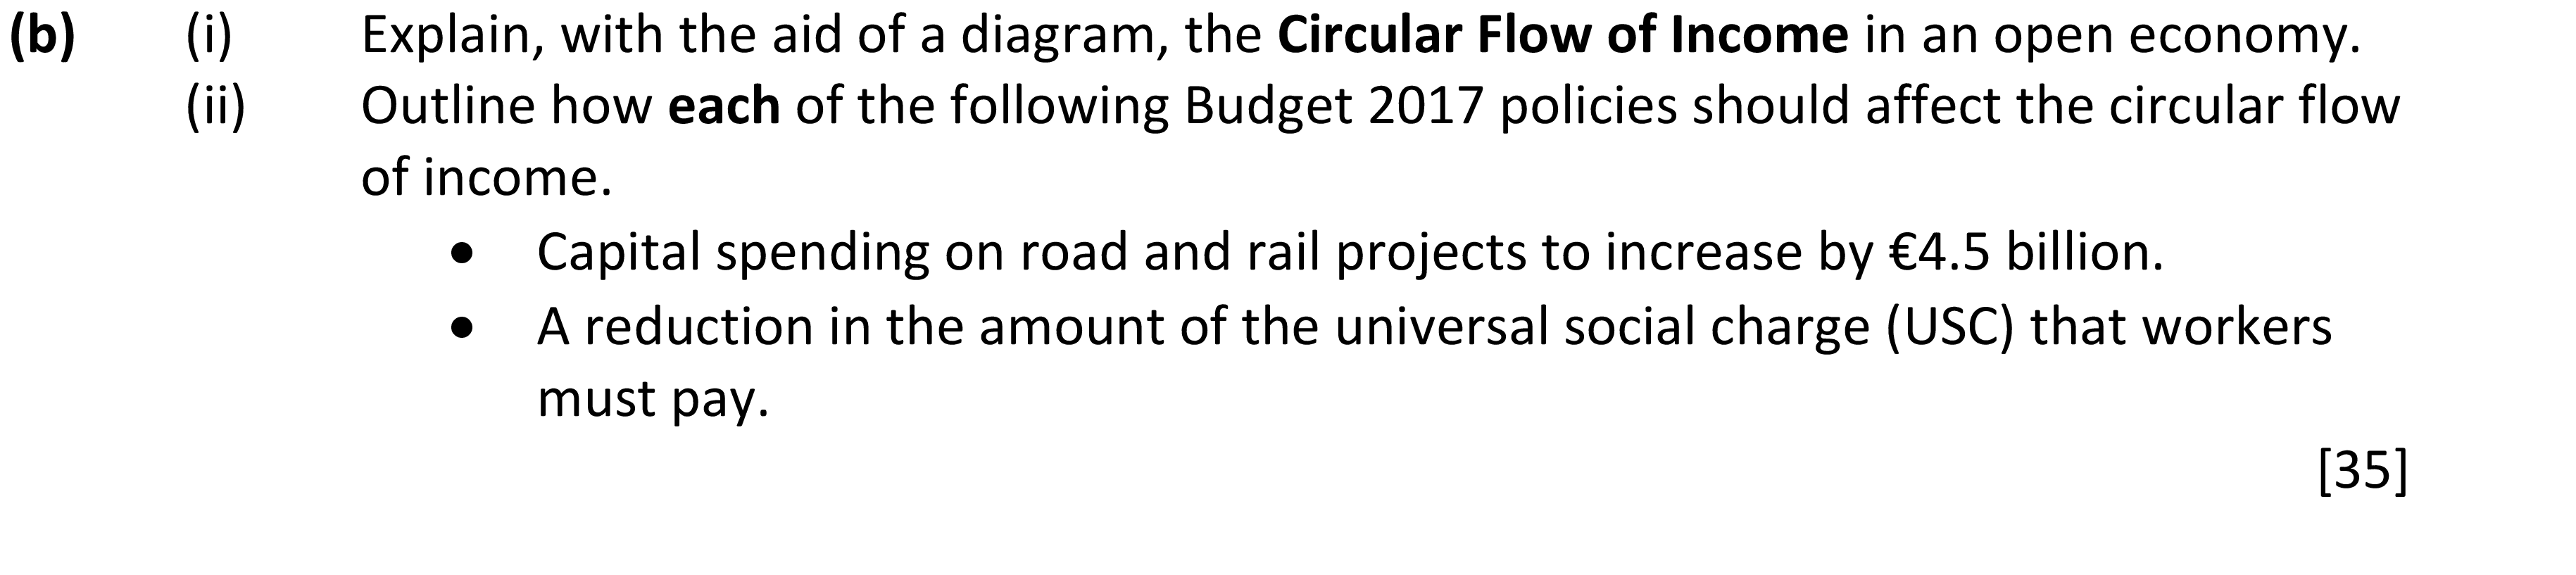 (b) (i) Explain, with the aid of a diagram, the Circular Flow of Income in an open economy.
(ii) Outline how each of the following Budget 2017 policies should affect the circular flow
of income.
• Capital spending on road and rail projects to increase by €4.5 billion.
• A reduction in the amount of the universal social charge (USC) that workers
must pay.
[35]